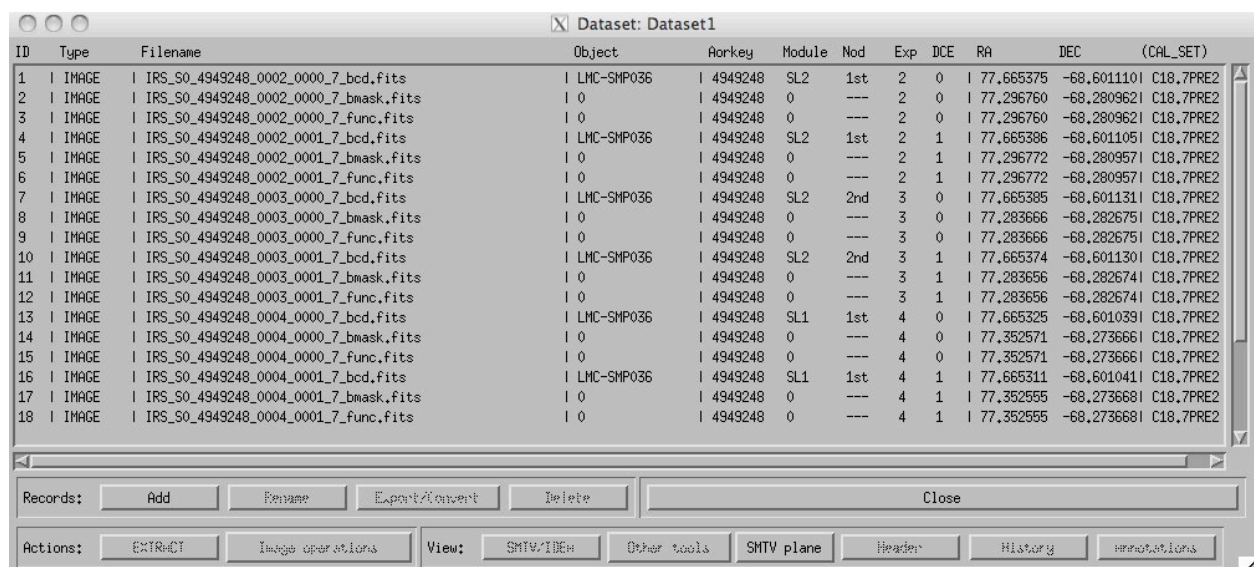 X Dataset: Dataset1
ID Type Filename Object Aorkey Module Nod Exp DCE RA DEC (CAL_SET)
1 | IMAGE | IRS_S0_4949248_0002_0000_7_bcd.fits | LMC-SMP036 | 4949248 SL2 1st 2 0 | 77.665375 -68.601110| C18.7PRE2
2 | IMAGE | IRS_S0_4949248_0002_0000_7_bmask.fits | 0 | 4949248 0 --- 2 0 | 77.296760 -68.280962| C18.7PRE2
3 | IMAGE | IRS_S0_4949248_0002_0000_7_func.fits | 0 | 4949248 0 --- 2 0 | 77.296760 -68.280962| C18.7PRE2
4 | IMAGE | IRS_S0_4949248_0002_0001_7_bcd.fits | LMC-SMP036 | 4949248 SL2 1st 2 1 | 77.665386 -68.601105| C18.7PRE2
5 | IMAGE | IRS_S0_4949248_0002_0001_7_bmask.fits | 0 | 4949248 0 --- 2 1 | 77.296772 -68.280957| C18.7PRE2
6 | IMAGE | IRS_S0_4949248_0002_0001_7_func.fits | 0 | 4949248 0 --- 2 1 | 77.296772 -68.280957| C18.7PRE2
7 | IMAGE | IRS_S0_4949248_0003_0000_7_bcd.fits | LMC-SMP036 | 4949248 SL2 2nd 3 0 | 77.665385 -68.601131| C18.7PRE2
8 | IMAGE | IRS_S0_4949248_0003_0000_7_bmask.fits | 0 | 4949248 0 --- 3 0 | 77.283666 -68.282675| C18.7PRE2
9 | IMAGE | IRS_S0_4949248_0003_0000_7_func.fits | 0 | 4949248 0 --- 3 0 | 77.283666 -68.282675| C18.7PRE2
10 | IMAGE | IRS_S0_4949248_0003_0001_7_bcd.fits | LMC-SMP036 | 4949248 SL2 2nd 3 1 | 77.665374 -68.601130| C18.7PRE2
11 | IMAGE | IRS_S0_4949248_0003_0001_7_bmask.fits | 0 | 4949248 0 --- 3 1 | 77.283656 -68.282674| C18.7PRE2
12 | IMAGE | IRS_S0_4949248_0003_0001_7_func.fits | 0 | 4949248 0 --- 3 1 | 77.283656 -68.282674| C18.7PRE2
13 | IMAGE | IRS_S0_4949248_0004_0000_7_bcd.fits | LMC-SMP036 | 4949248 SL1 1st 4 0 | 77.665325 -68.601039| C18.7PRE2
14 | IMAGE | IRS_S0_4949248_0004_0000_7_bmask.fits | 0 | 4949248 0 --- 4 0 | 77.352571 -68.273666| C18.7PRE2
15 | IMAGE | IRS_S0_4949248_0004_0000_7_func.fits | 0 | 4949248 0 --- 4 0 | 77.352571 -68.273666| C18.7PRE2
16 | IMAGE | IRS_S0_4949248_0004_0001_7_bcd.fits | LMC-SMP036 | 4949248 SL1 1st 4 1 | 77.665311 -68.601041| C18.7PRE2
17 | IMAGE | IRS_S0_4949248_0004_0001_7_bmask.fits | 0 | 4949248 0 --- 4 1 | 77.352555 -68.273668| C18.7PRE2
18 | IMAGE | IRS_S0_4949248_0004_0001_7_func.fits | 0 | 4949248 0 --- 4 1 | 77.352555 -68.273668| C18.7PRE2
Records: Add Rename Export/Convert Delete Close
Actions: EXTRACT Image operations View: SMTV/IDEA Other tools SMTV plane Header History Annotations